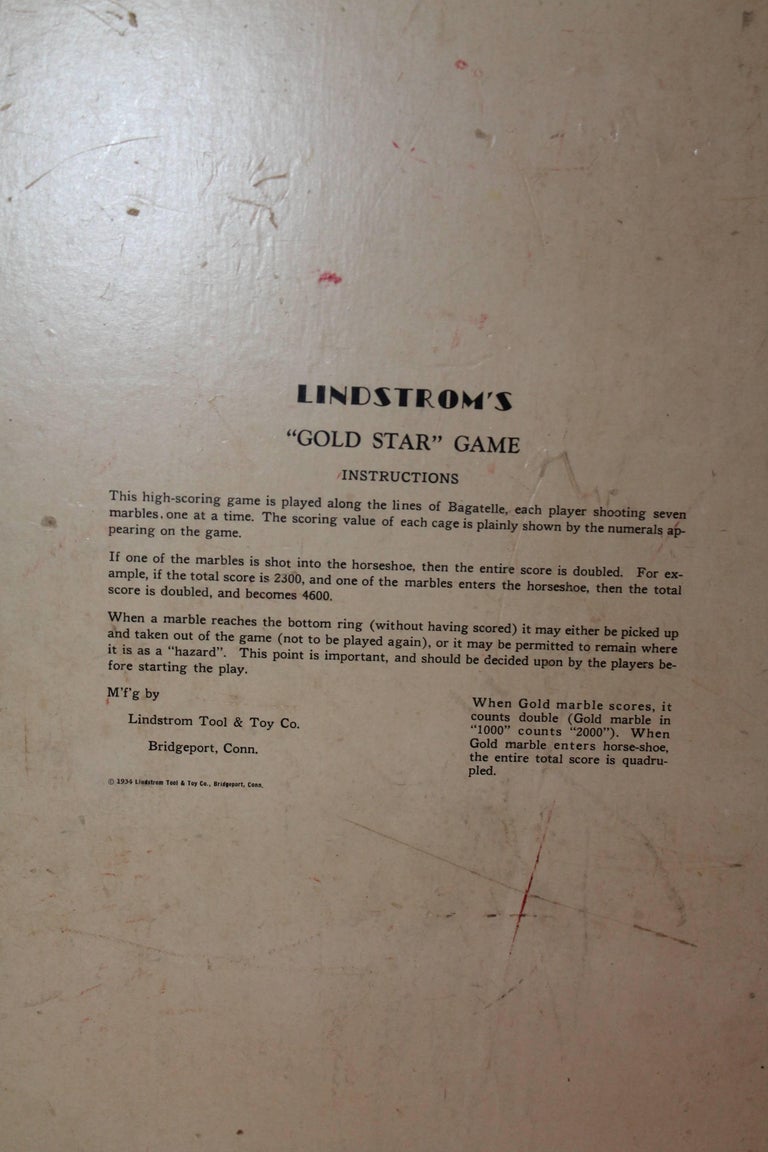 LINDSTROM'S
"GOLD STAR" GAME
INSTRUCTIONS
This high-scoring game is played along the lines of Bagatelle, each player shooting seven
marbles, one at a time. The scoring value of each cage is plainly shown by the numerals ap-
pearing on the game.
If one of the marbles is shot into the horseshoe, then the entire score is doubled. For ex-
ample, if the total score is 2300, and one of the marbles enters the horseshoe, then the total
score is doubled, and becomes 4600.
When a marble reaches the bottom ring (without having scored) it may either be picked up
and taken out of the game (not to be played again), or it may be permitted to remain where
it is as a "hazard". This point is important, and should be decided upon by the players be-
fore starting the play.
M'f'g by
Lindstrom Tool & Toy Co.
Bridgeport, Conn.
© 1934 Lindstrom Tool & Toy Co., Bridgeport, Conn.
When Gold marble scores, it
counts double (Gold marble in
"1000" counts "2000"). When
Gold marble enters horse-shoe,
the entire total score is quadru-
pled.